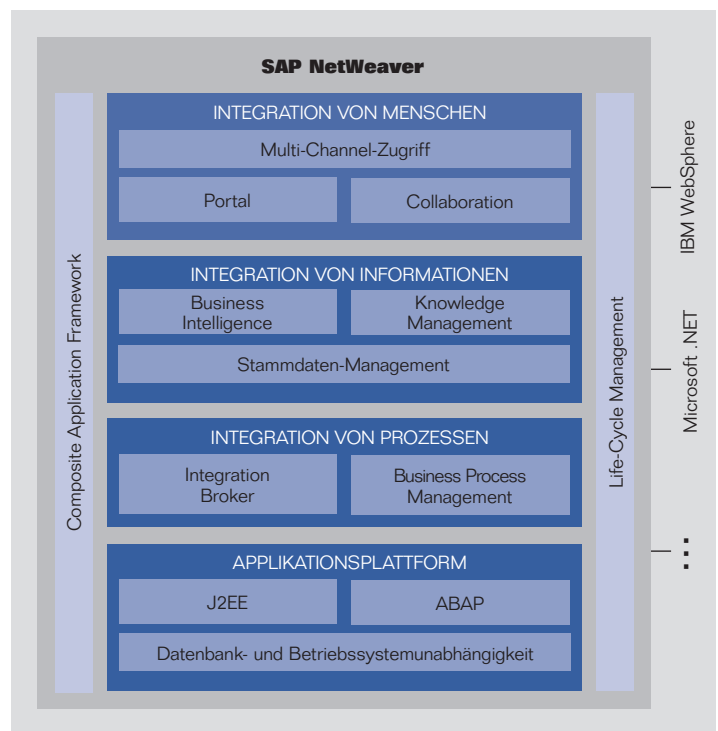 SAP NetWeaver
Composite Application Framework
INTEGRATION VON MENSCHEN
Multi-Channel-Zugriff
Portal
Collaboration
INTEGRATION VON INFORMATIONEN
Business
Intelligence
Knowledge
Management
Stammdaten-Management
INTEGRATION VON PROZESSEN
Integration
Broker
Business Process
Management
APPLIKATIONSPLATTFORM
J2EE
ABAP
Datenbank- und Betriebssystemunabhängigkeit
Life-Cycle Management
IBM WebSphere
Microsoft .NET
...